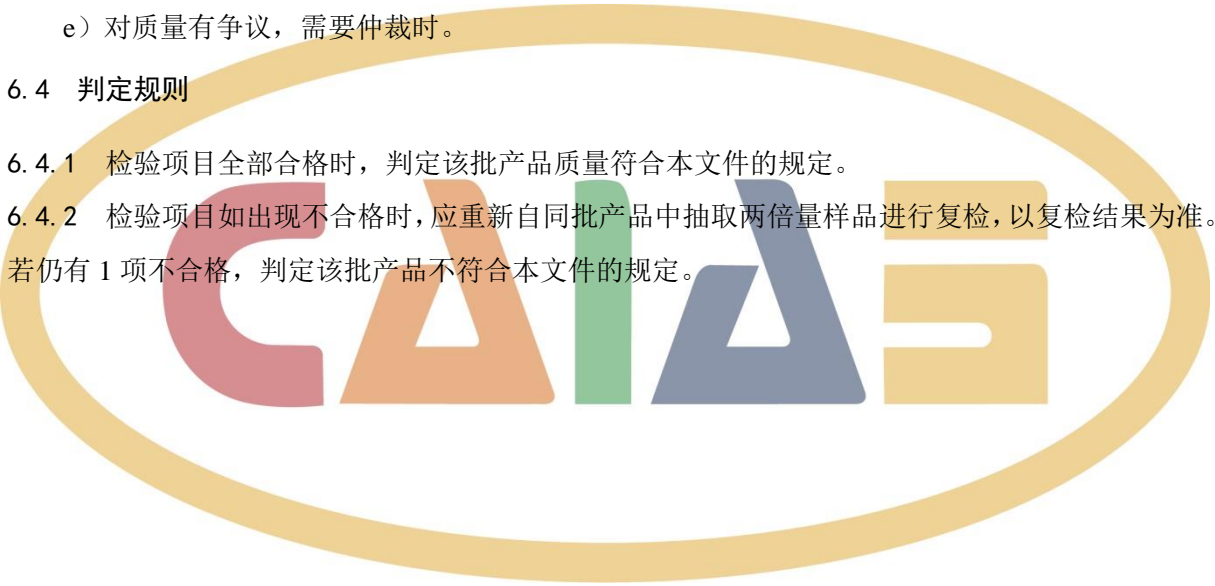 e）对质量有争议，需要仲裁时。
6.4 判定规则
6.4.1 检验项目全部合格时，判定该批产品质量符合本文件的规定。
6.4.2 检验项目如出现不合格时，应重新自同批产品中抽取两倍量样品进行复检，以复检结果为准。
若仍有 1 项不合格，判定该批产品不符合本文件的规定。
CAIAS